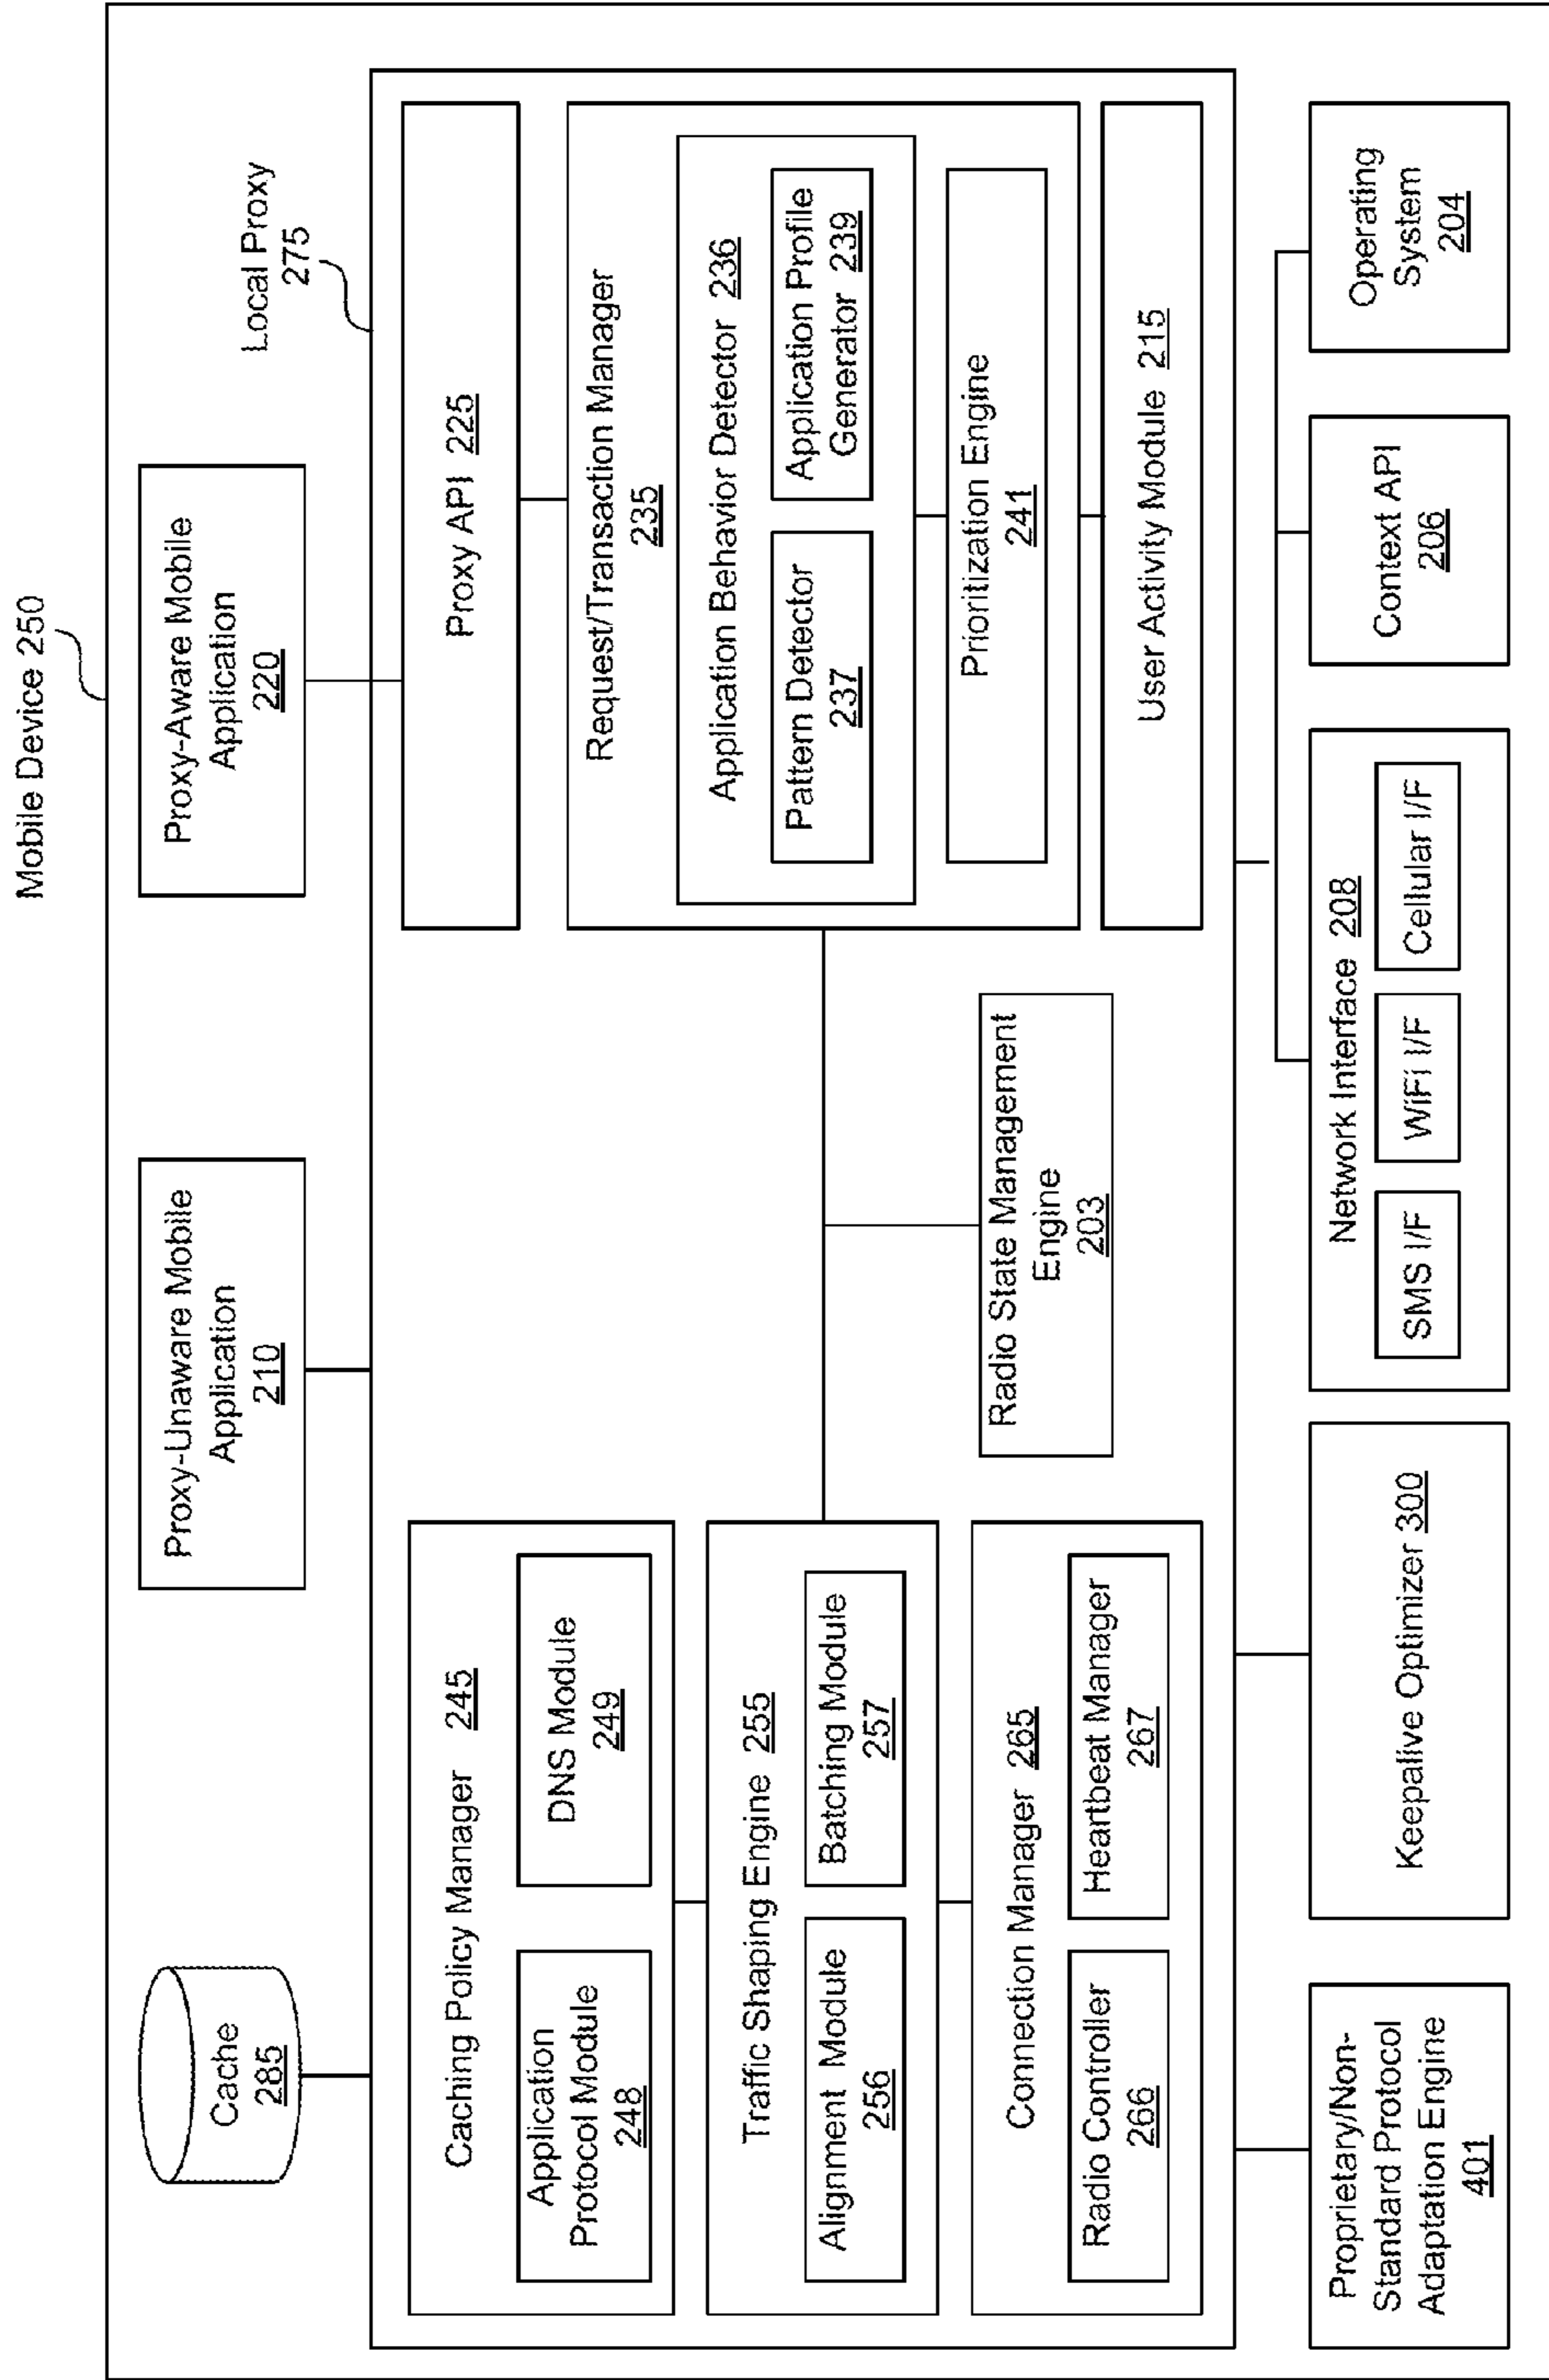 Mobile Device 250
Local Proxy
275
Cache
285
Proxy-Unaware Mobile
Application
210
Proxy-Aware Mobile
Application
220
Caching Policy Manager 245
Application
Protocol Module
248
DNS Module
249
Traffic Shaping Engine 255
Alignment Module
256
Batching Module
257
Connection Manager 265
Radio Controller
266
Heartbeat Manager
267
Radio State Management
Engine
203
Proxy API 225
Request/Transaction Manager
235
Application Behavior Detector 236
Pattern Detector
237
Application Profile
Generator 239
Prioritization Engine
241
User Activity Module 215
Proprietary/Non-
Standard Protocol
Adaptation Engine
401
Keepalive Optimizer 300
Network Interface 208
SMS I/F
WiFi I/F
Cellular I/F
Context API
206
Operating
System
204